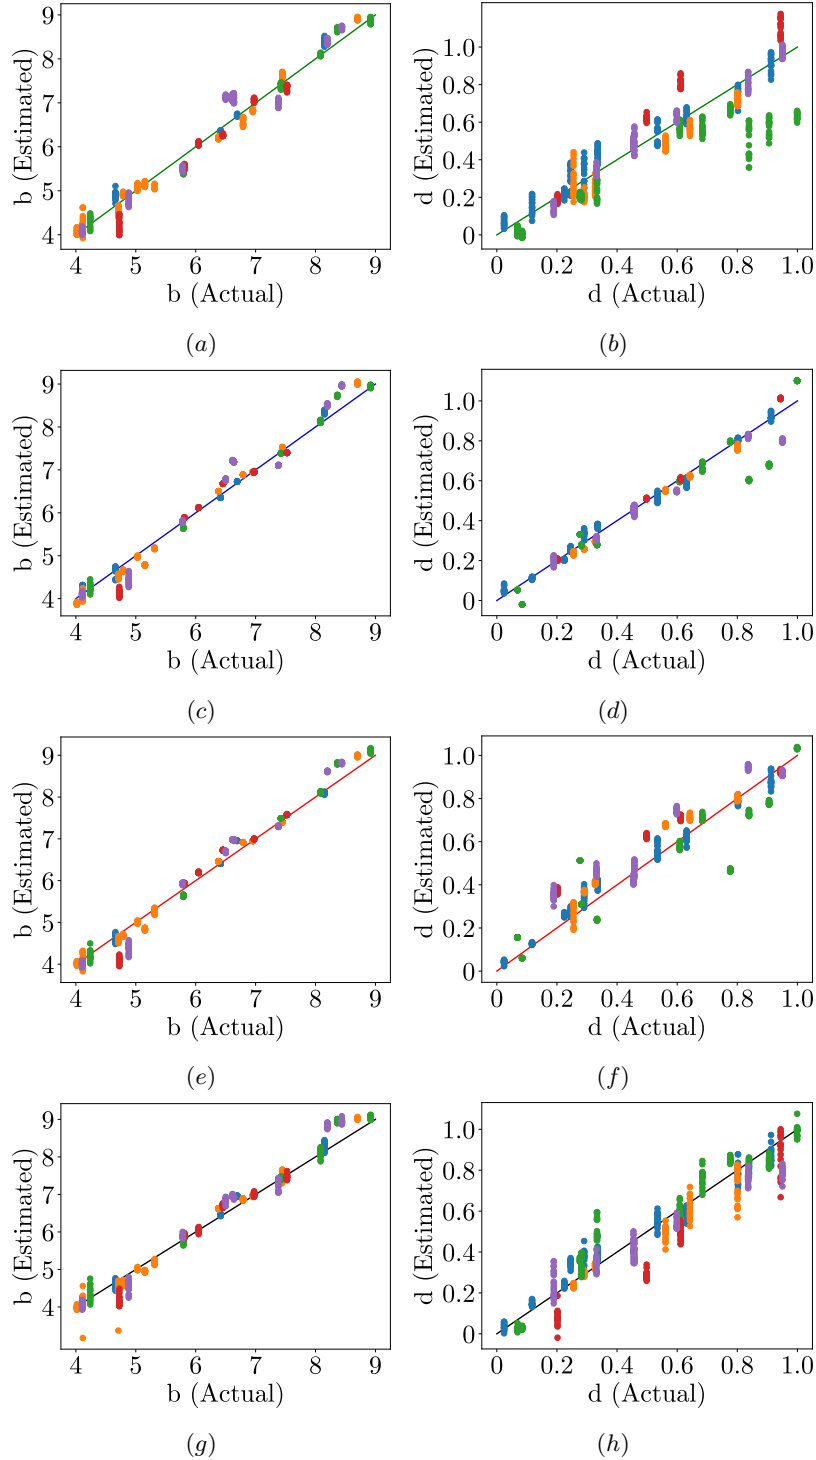 9
8
7
6
5
4
b (Estimated)
4 5 6 7 8 9
b (Actual)
(a)
1.0
0.8
0.6
0.4
0.2
0
d (Estimated)
0 0.2 0.4 0.6 0.8 1.0
d (Actual)
(b)
9
8
7
6
5
4
b (Estimated)
4 5 6 7 8 9
b (Actual)
(c)
1.0
0.8
0.6
0.4
0.2
0
d (Estimated)
0 0.2 0.4 0.6 0.8 1.0
d (Actual)
(d)
9
8
7
6
5
4
b (Estimated)
4 5 6 7 8 9
b (Actual)
(e)
1.0
0.8
0.6
0.4
0.2
0
d (Estimated)
0 0.2 0.4 0.6 0.8 1.0
d (Actual)
(f)
9
8
7
6
5
4
b (Estimated)
4 5 6 7 8 9
b (Actual)
(g)
1.0
0.8
0.6
0.4
0.2
0
d (Estimated)
0 0.2 0.4 0.6 0.8 1.0
d (Actual)
(h)